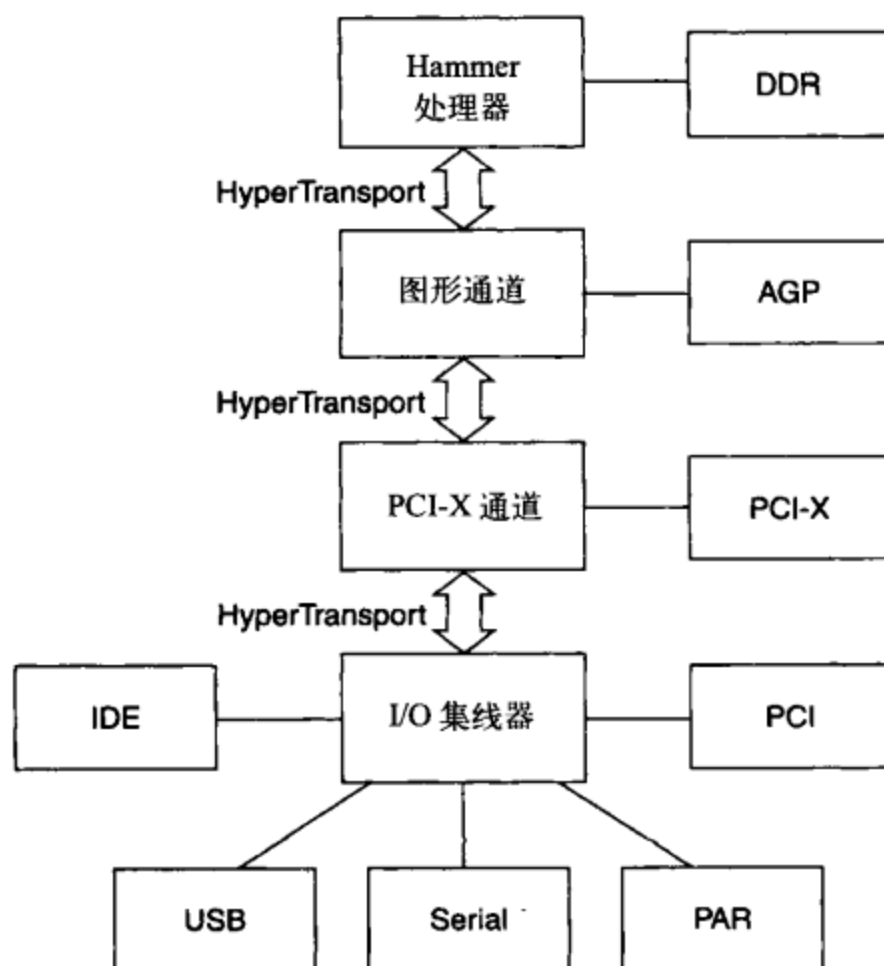 Hammer
处理器
DDR
HyperTransport
图形通道
AGP
HyperTransport
PCI-X 通道
PCI-X
HyperTransport
IDE
I/O 集线器
PCI
USB
Serial
PAR